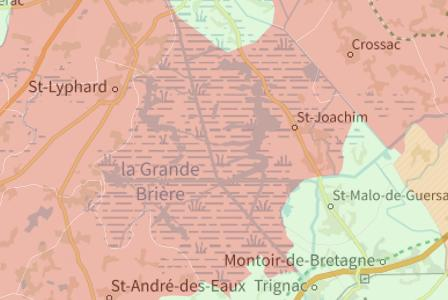 Crossac
St-Lyphard
St-Joachim
la Grande
Brière
St-Malo-de-Guersa
Montoir-de-Bretagne
St-André-des-Eaux
Trignac